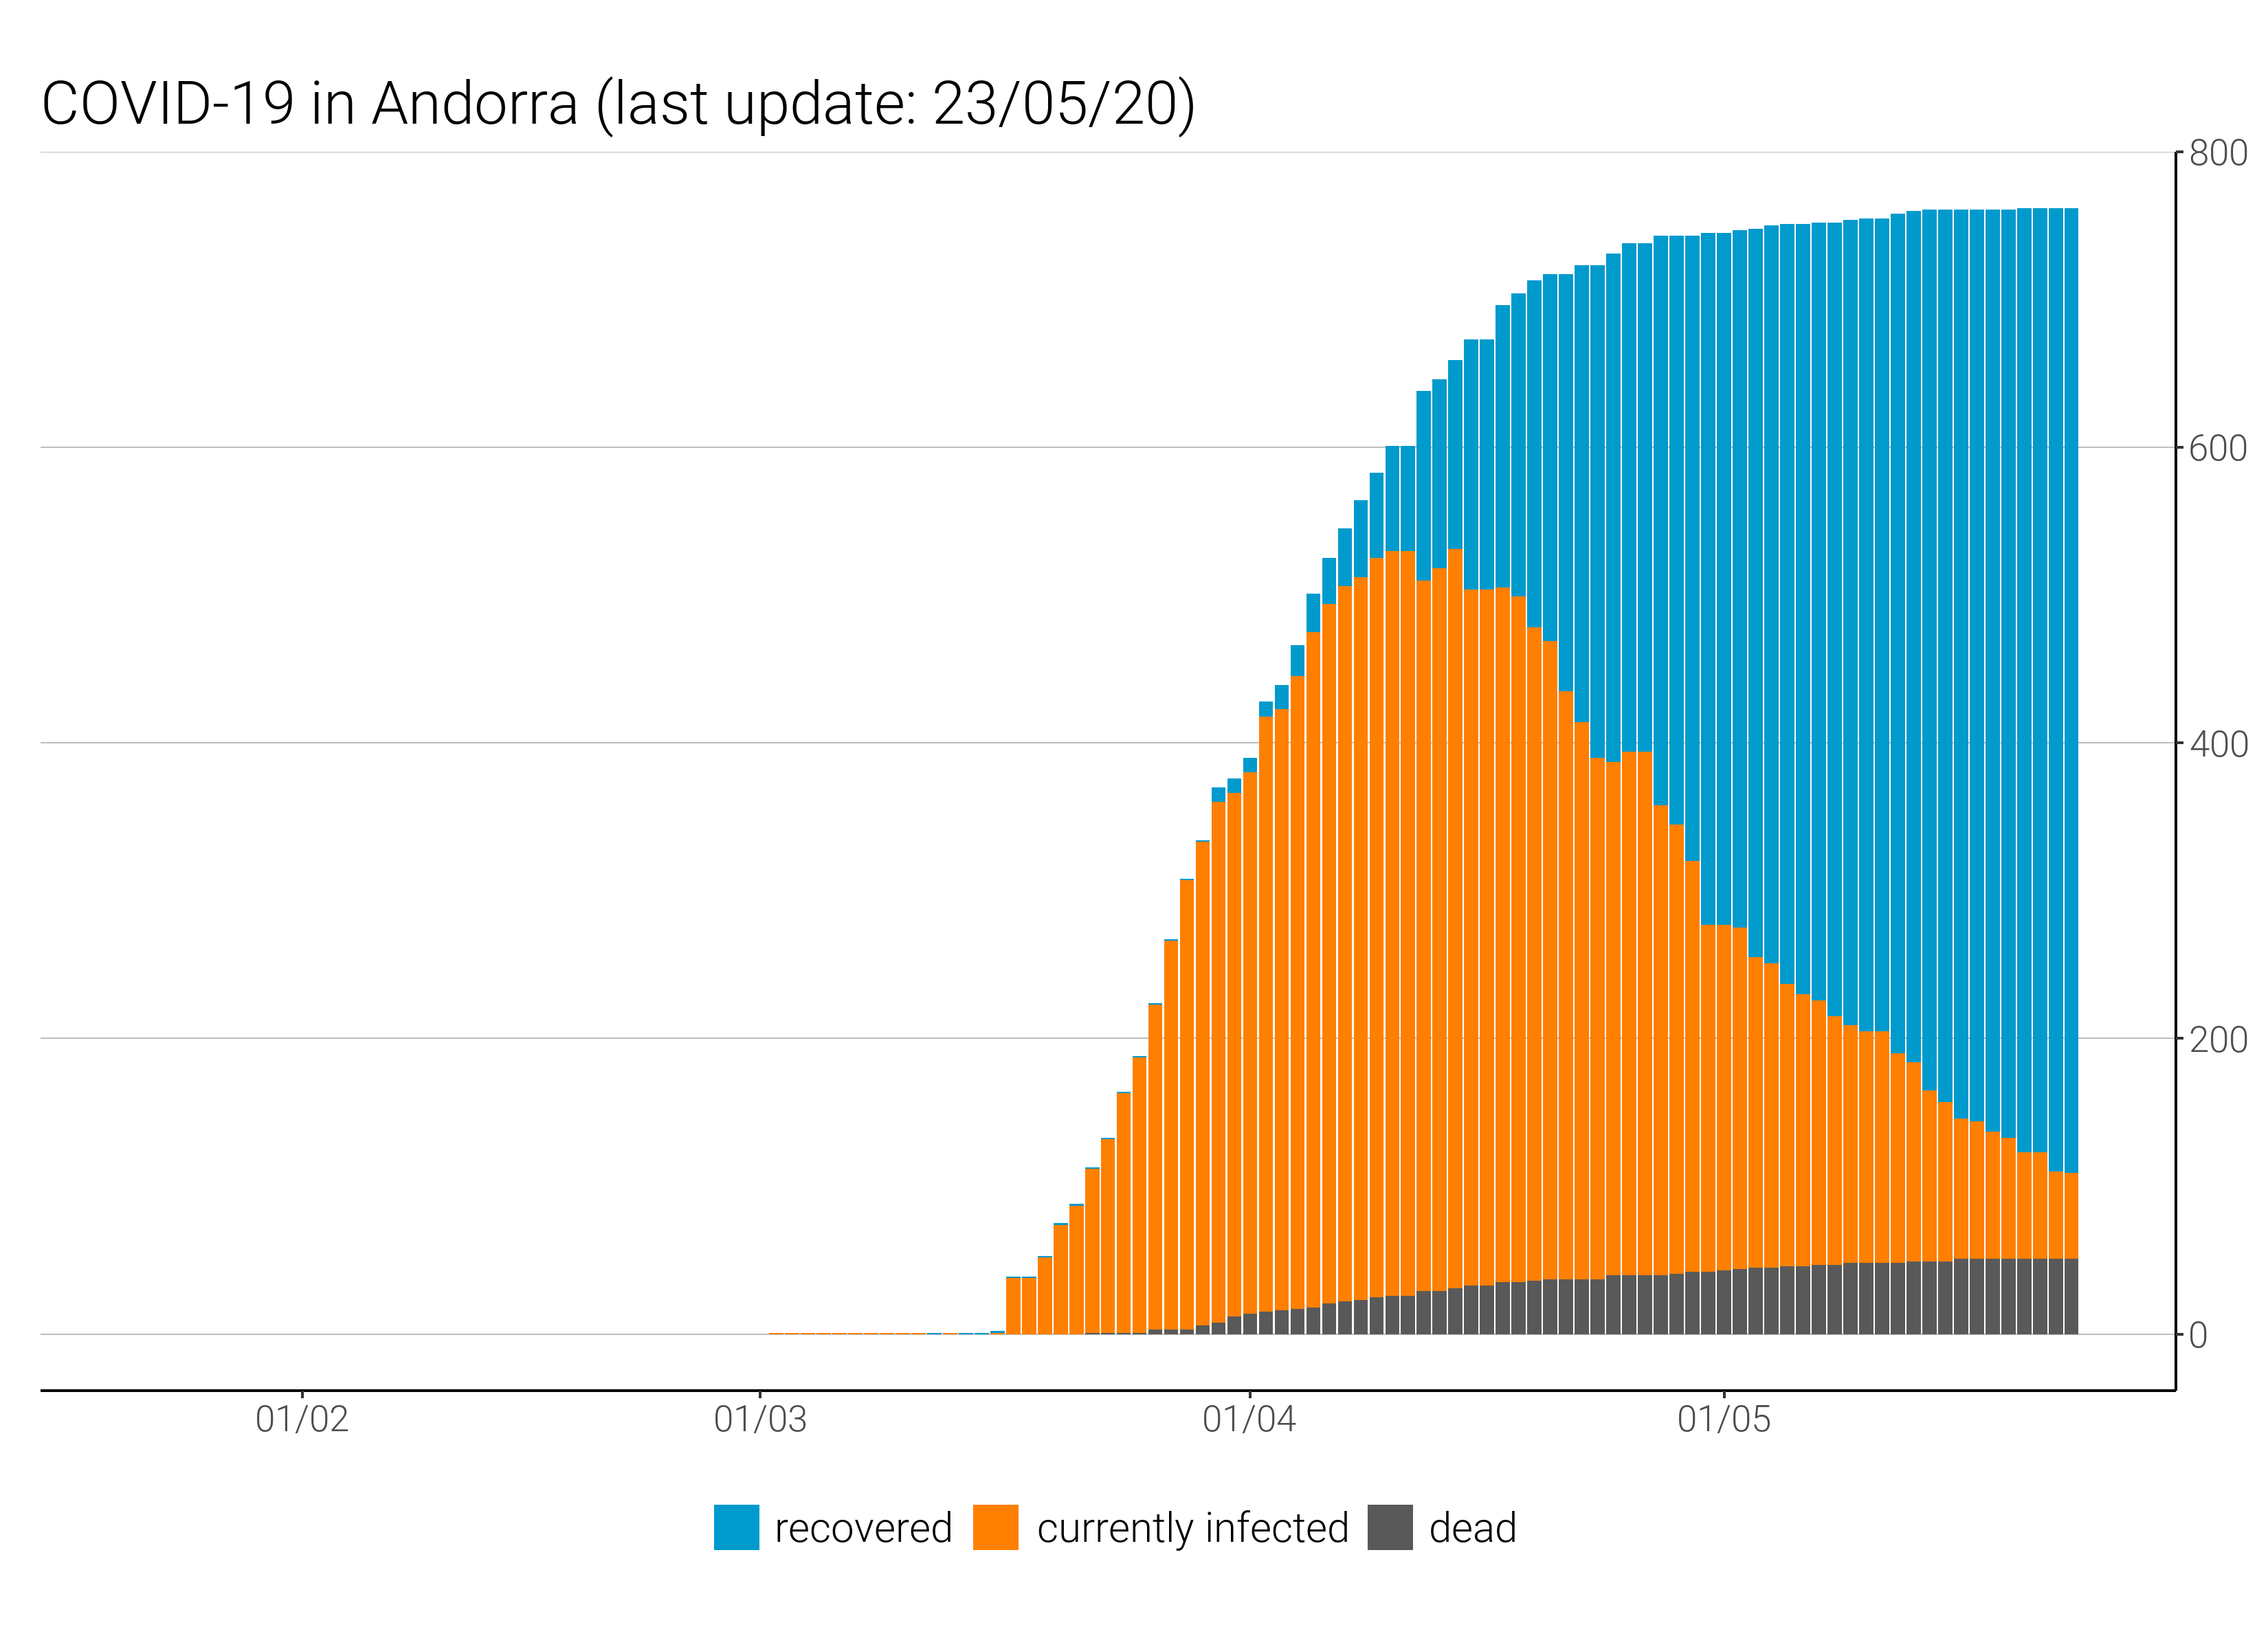 COVID-19 in Andorra (last update: 23/05/20)
800
600
400
200
0
01/02 01/03 01/04 01/05
recovered currently infected dead